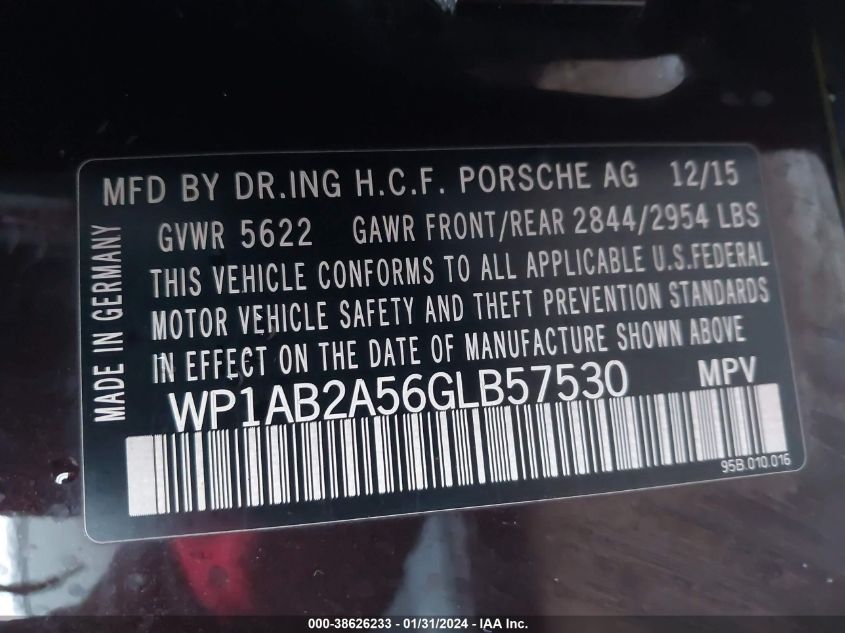 MFD BY DR.ING H.C.F. PORSCHE AG 12/15
GVWR 5622 GAWR FRONT/REAR 2844/2954 LBS
THIS VEHICLE CONFORMS TO ALL APPLICABLE U.S.FEDERAL
MOTOR VEHICLE SAFETY AND THEFT PREVENTION STANDARDS
IN EFFECT ON THE DATE OF MANUFACTURE SHOWN ABOVE
WP1AB2A56GLB57530 MPV
MADE IN GERMANY
95B.010.016
000-38626233 - 01/31/2024 - IAA Inc.